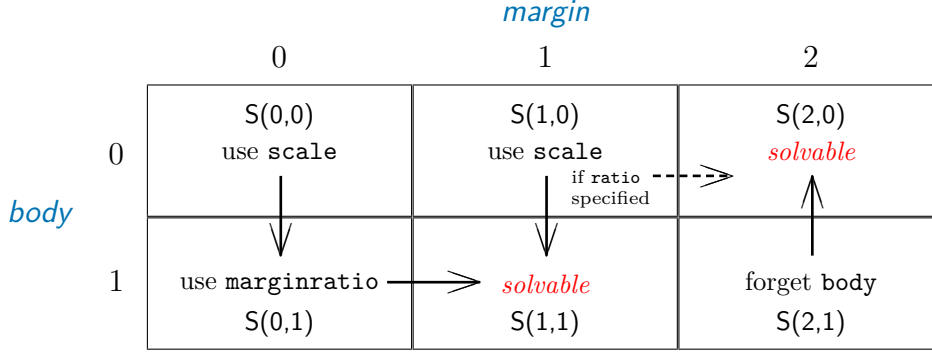 margin
0 1 2
S(0,0) S(1,0) S(2,0)
0 use scale use scale solvable
if ratio
specified
body
1 use marginratio solvable forget body
S(0,1) S(1,1) S(2,1)